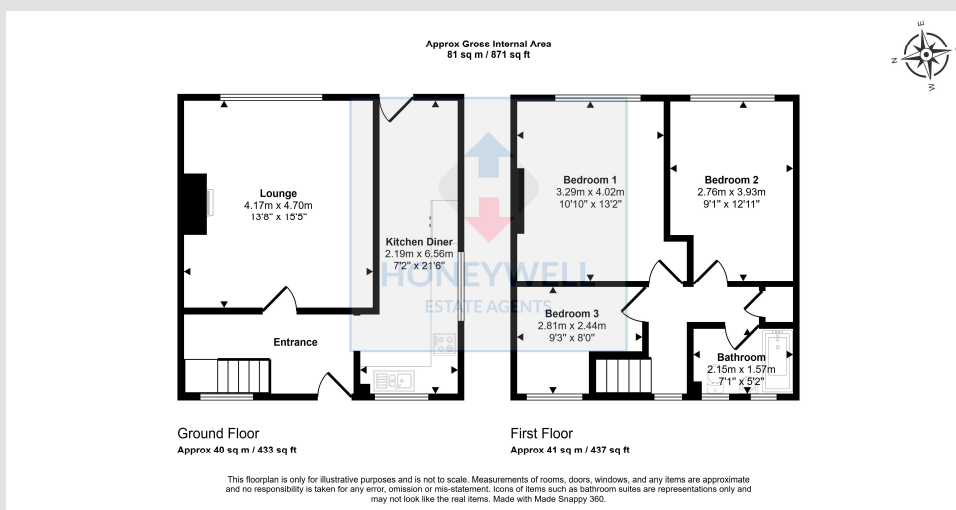 Approx Gross Internal Area
81 sq m / 871 sq ft
E
N
S
W
Lounge
4.17m x 4.70m
13'8" x 15'5"
Kitchen Diner
2.19m x 6.56m
7'2" x 21'6"
Entrance
Bedroom 1
3.29m x 4.02m
10'10" x 13'2"
Bedroom 2
2.76m x 3.93m
9'1" x 12'11"
Bedroom 3
2.81m x 2.44m
9'3" x 8'0"
Bathroom
2.15m x 1.57m
7'1" x 5'2"
HONEYWELL
ESTATE AGENTS
Ground Floor
Approx 40 sq m / 433 sq ft
First Floor
Approx 41 sq m / 437 sq ft
This floorplan is only for illustrative purposes and is not to scale. Measurements of rooms, doors, windows, and any items are approximate
and no responsibility is taken for any error, omission or mis-statement. Icons of items such as bathroom suites are representations only and
may not look like the real items. Made with Made Snappy 360.